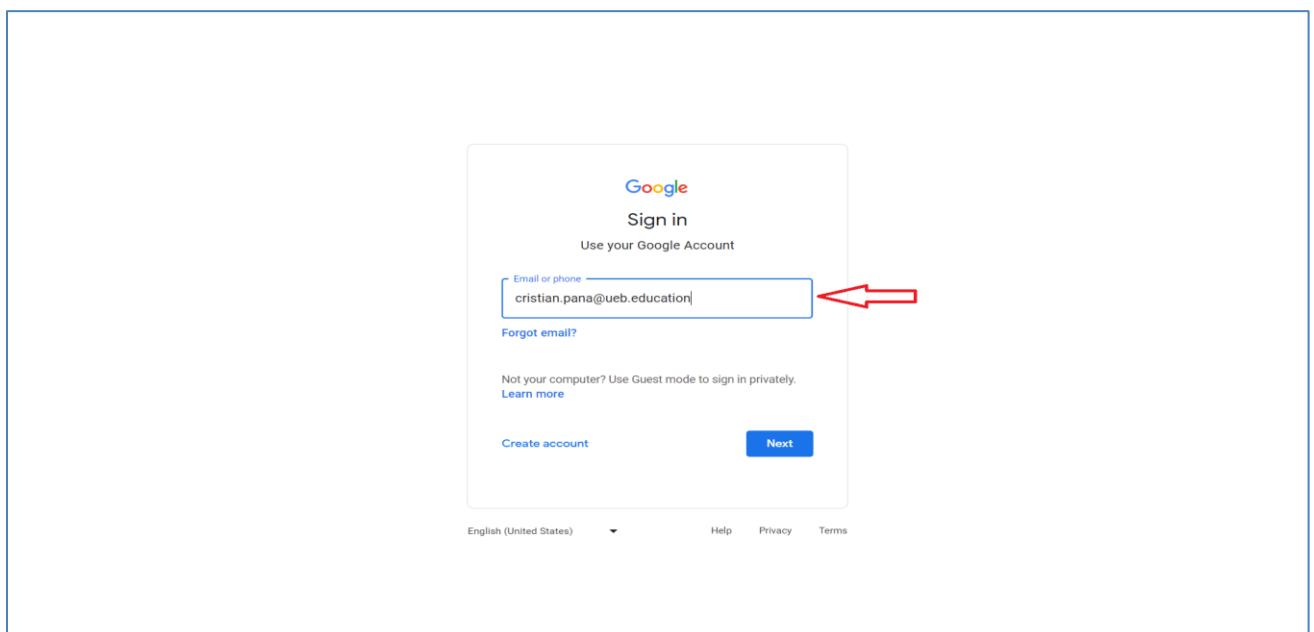 Google
Sign in
Use your Google Account
Email or phone
cristian.pana@ueb.education
Forgot email?
Not your computer? Use Guest mode to sign in privately.
Learn more
Create account
Next
English (United States)
Help
Privacy
Terms